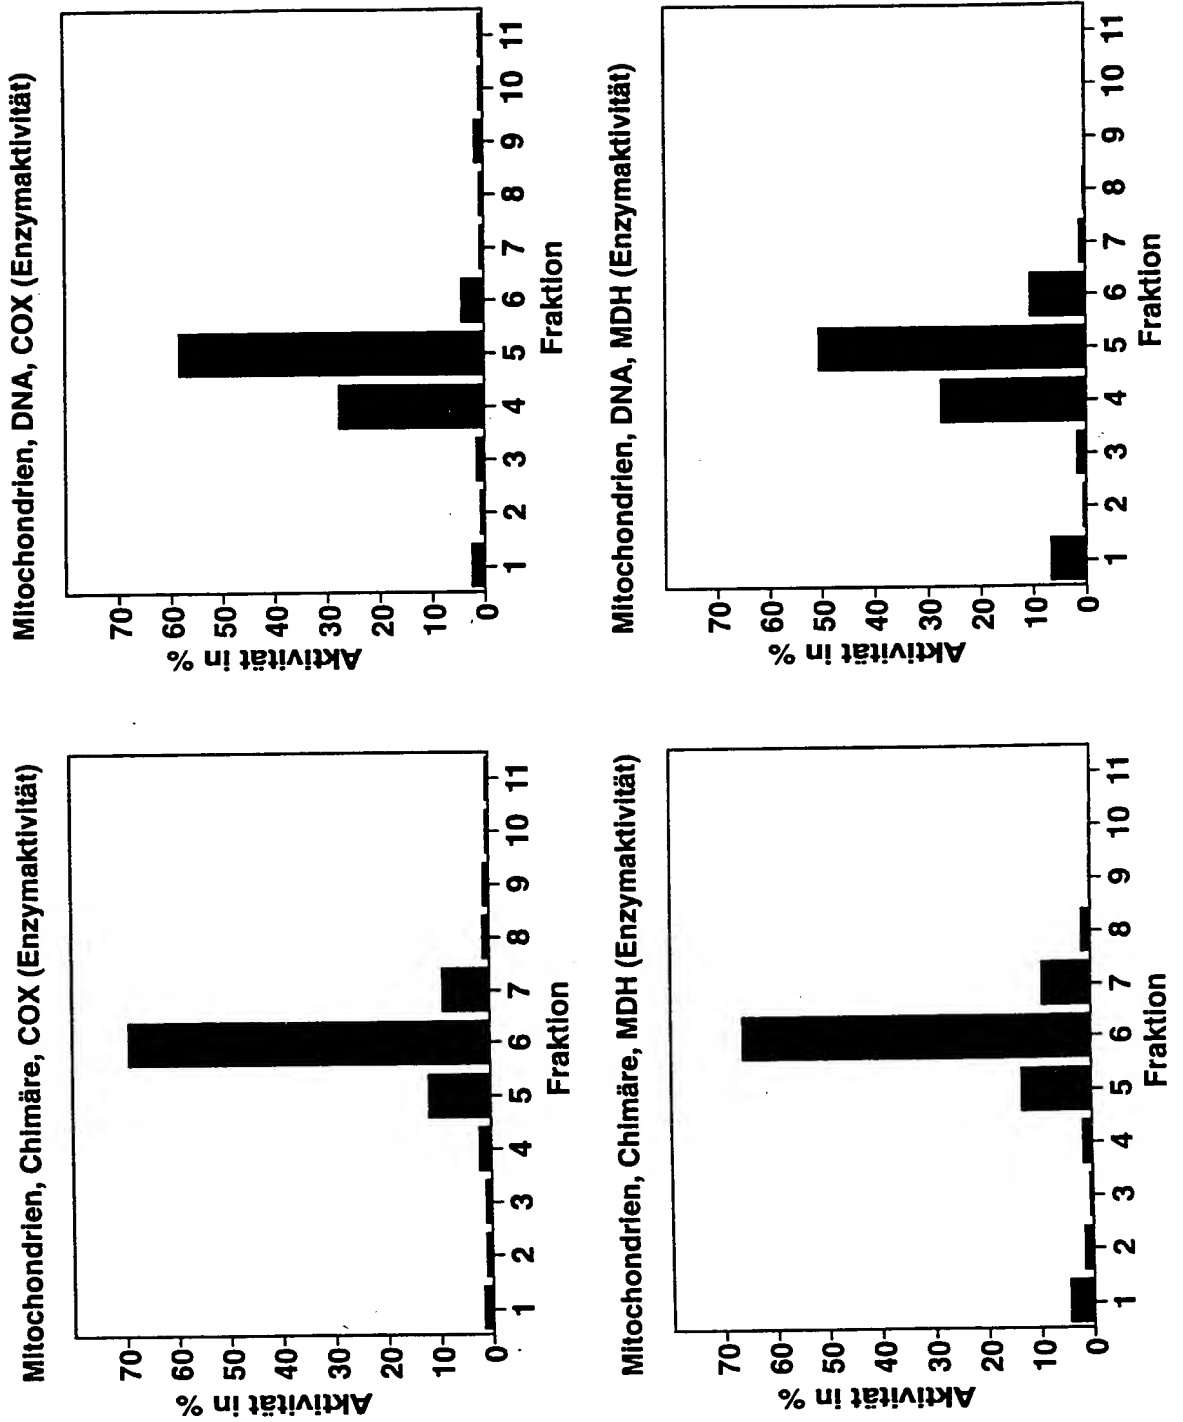 Mitochondrien, Chimäre, COX (Enzymaktivität)
Aktivität in %
70
60
50
40
30
20
10
0
1 2 3 4 5 6 7 8 9 10 11
Fraktion
Mitochondrien, DNA, COX (Enzymaktivität)
Aktivität in %
70
60
50
40
30
20
10
0
1 2 3 4 5 6 7 8 9 10 11
Fraktion
Mitochondrien, Chimäre, MDH (Enzymaktivität)
Aktivität in %
70
60
50
40
30
20
10
0
1 2 3 4 5 6 7 8 9 10 11
Fraktion
Mitochondrien, DNA, MDH (Enzymaktivität)
Aktivität in %
70
60
50
40
30
20
10
0
1 2 3 4 5 6 7 8 9 10 11
Fraktion